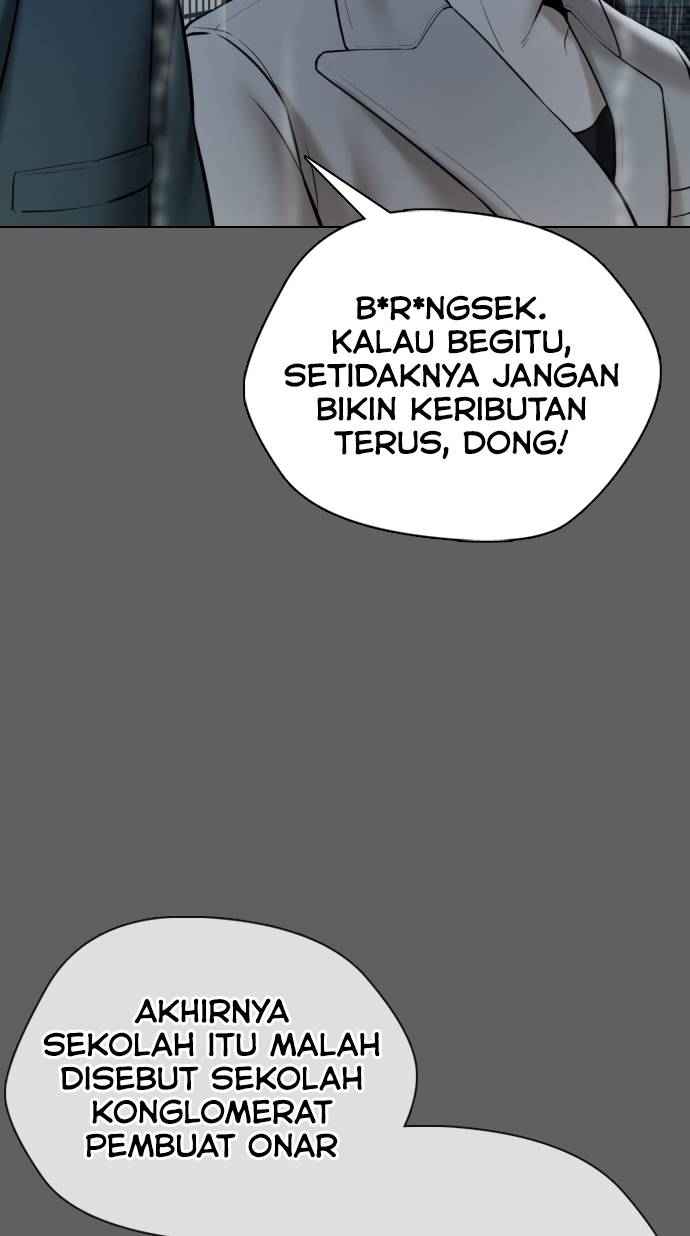 B*R*NGSEK.
KALAU BEGITU,
SETIDAKNYA JANGAN
BIKIN KERIBUTAN
TERUS, DONG!
AKHIRNYA
SEKOLAH ITU MALAH
DISEBUT SEKOLAH
KONGLOMERAT
PEMBUAT ONAR